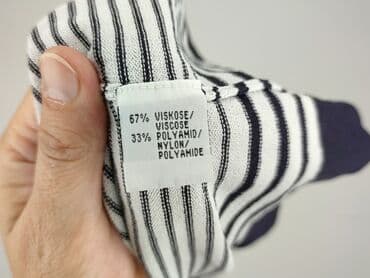 67% VISKOSE/
VISCOSE
33% POLYAMID/
NYLON/
POLYAMIDE